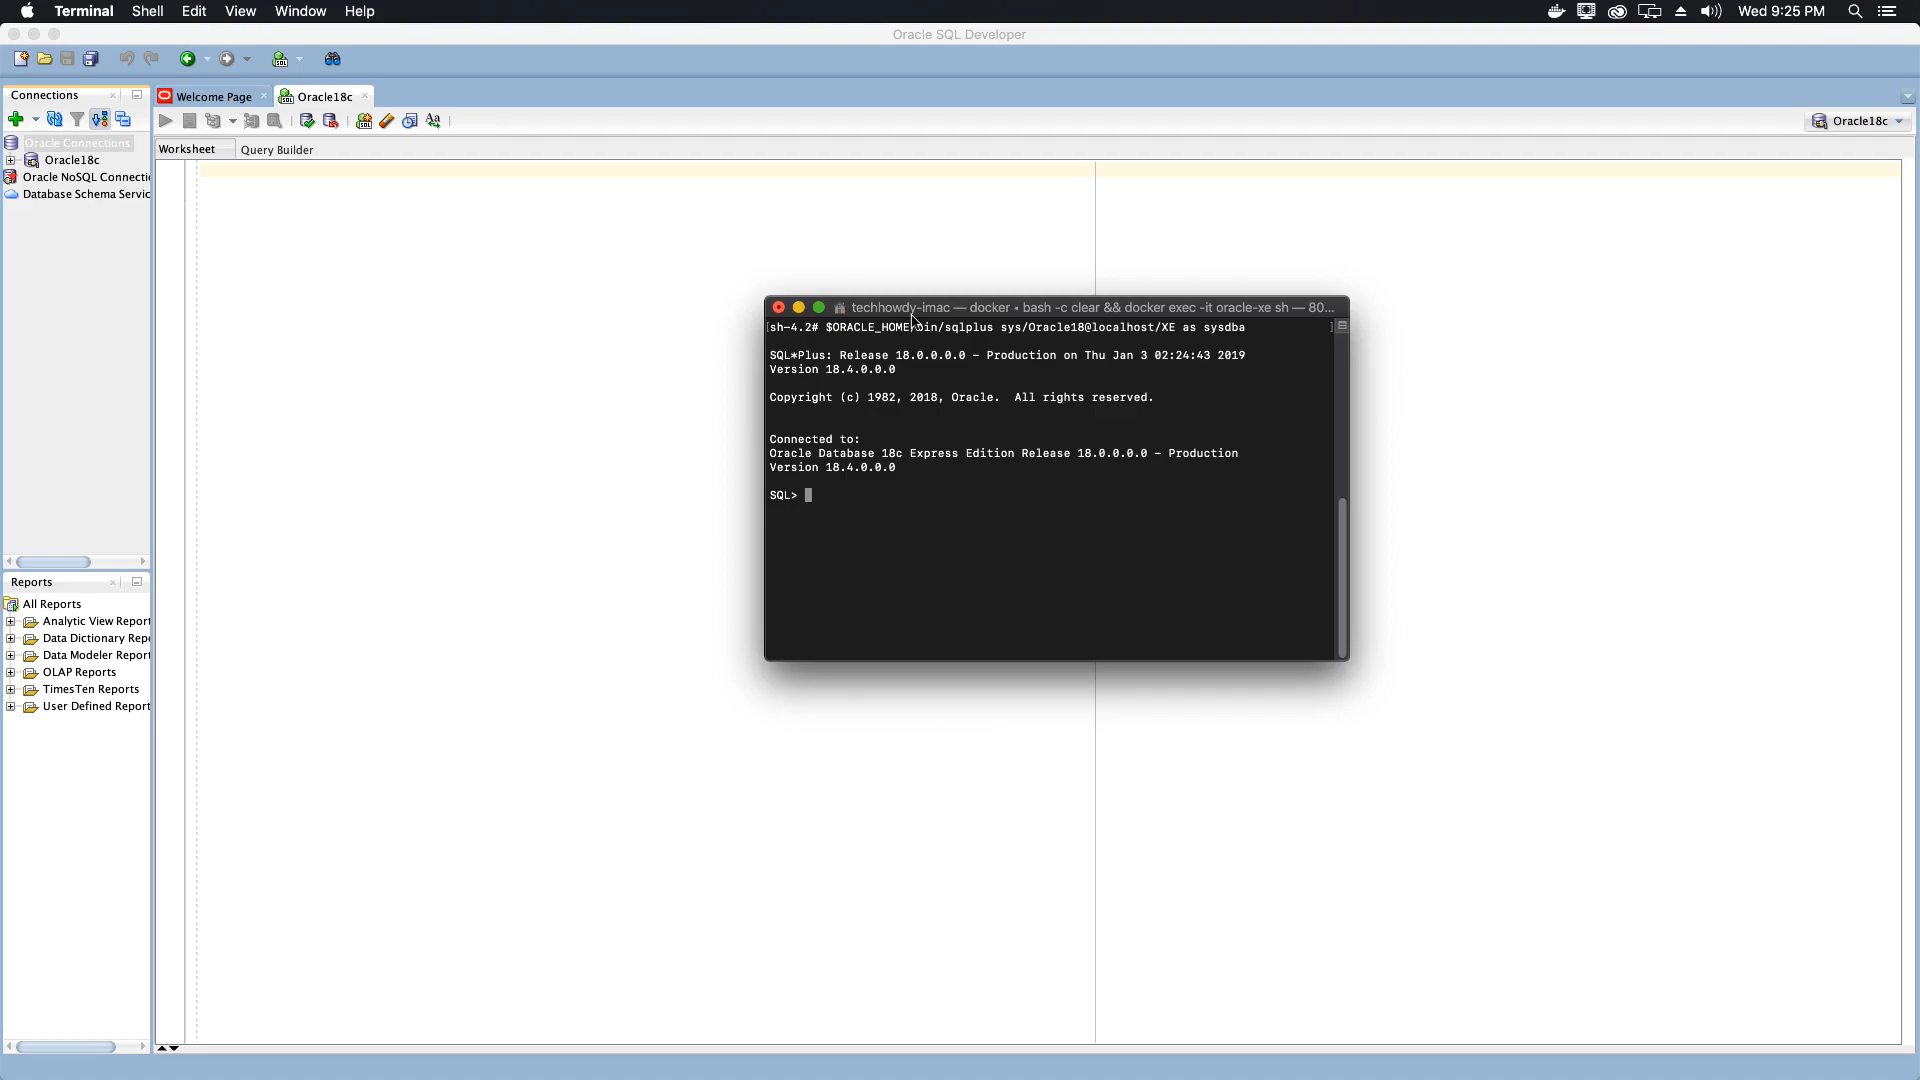 Terminal Shell Edit View Window Help Wed 9:25 PM
Oracle SQL Developer
Connections
Welcome Page
Oracle18c
Oracle18c
Worksheet
Query Builder
Oracle Connections
Oracle18c
Oracle NoSQL Connecti
Database Schema Servic
techhowdy-imac — docker ◂ bash -c clear && docker exec -it oracle-xe sh — 80...
[sh-4.2# $ORACLE_HOME/bin/sqlplus sys/Oracle18@localhost/XE as sysdba ]
SQL*Plus: Release 18.0.0.0.0 - Production on Thu Jan 3 02:24:43 2019
Version 18.4.0.0.0
Copyright (c) 1982, 2018, Oracle.  All rights reserved.
Connected to:
Oracle Database 18c Express Edition Release 18.0.0.0.0 - Production
Version 18.4.0.0.0
SQL>
Reports
All Reports
Analytic View Report
Data Dictionary Repo
Data Modeler Report
OLAP Reports
TimesTen Reports
User Defined Report